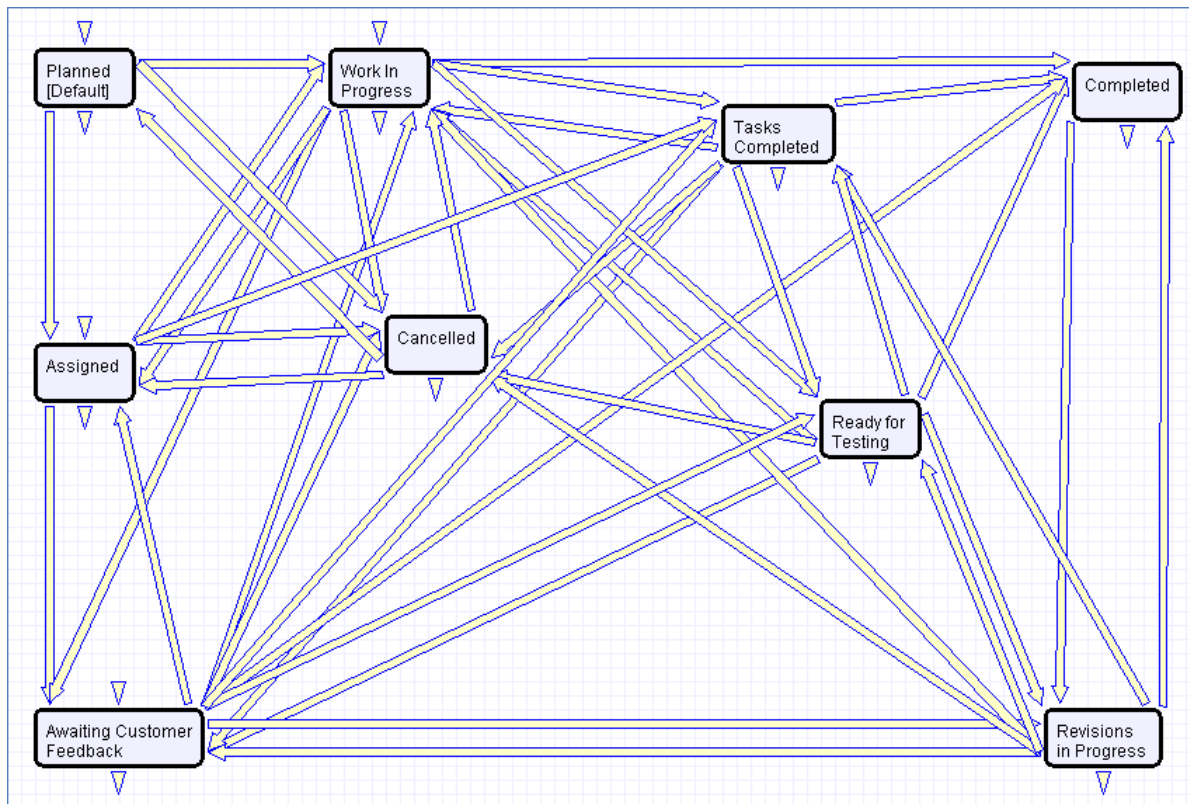 Planned
[Default]
Work In
Progress
Completed
Tasks
Completed
Assigned
Cancelled
Ready for
Testing
Awaiting Customer
Feedback
Revisions
in Progress